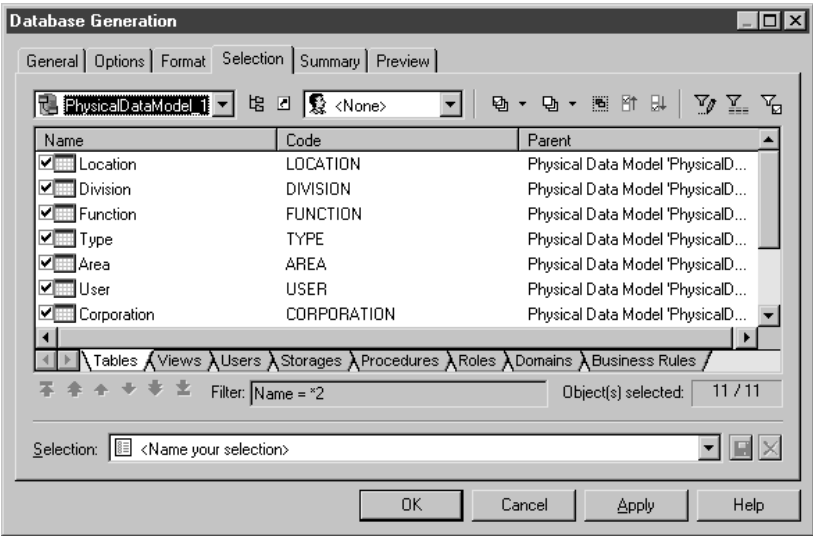 Database Generation
General Options Format Selection Summary Preview
PhysicalDataModel_1 <None>
Name Code Parent
Location LOCATION Physical Data Model 'PhysicalD...
Division DIVISION Physical Data Model 'PhysicalD...
Function FUNCTION Physical Data Model 'PhysicalD...
Type TYPE Physical Data Model 'PhysicalD...
Area AREA Physical Data Model 'PhysicalD...
User USER Physical Data Model 'PhysicalD...
Corporation CORPORATION Physical Data Model 'PhysicalD...
Tables Views Users Storages Procedures Roles Domains Business Rules
Filter: Name = *2 Object(s) selected: 11 / 11
Selection: <Name your selection>
OK Cancel Apply Help